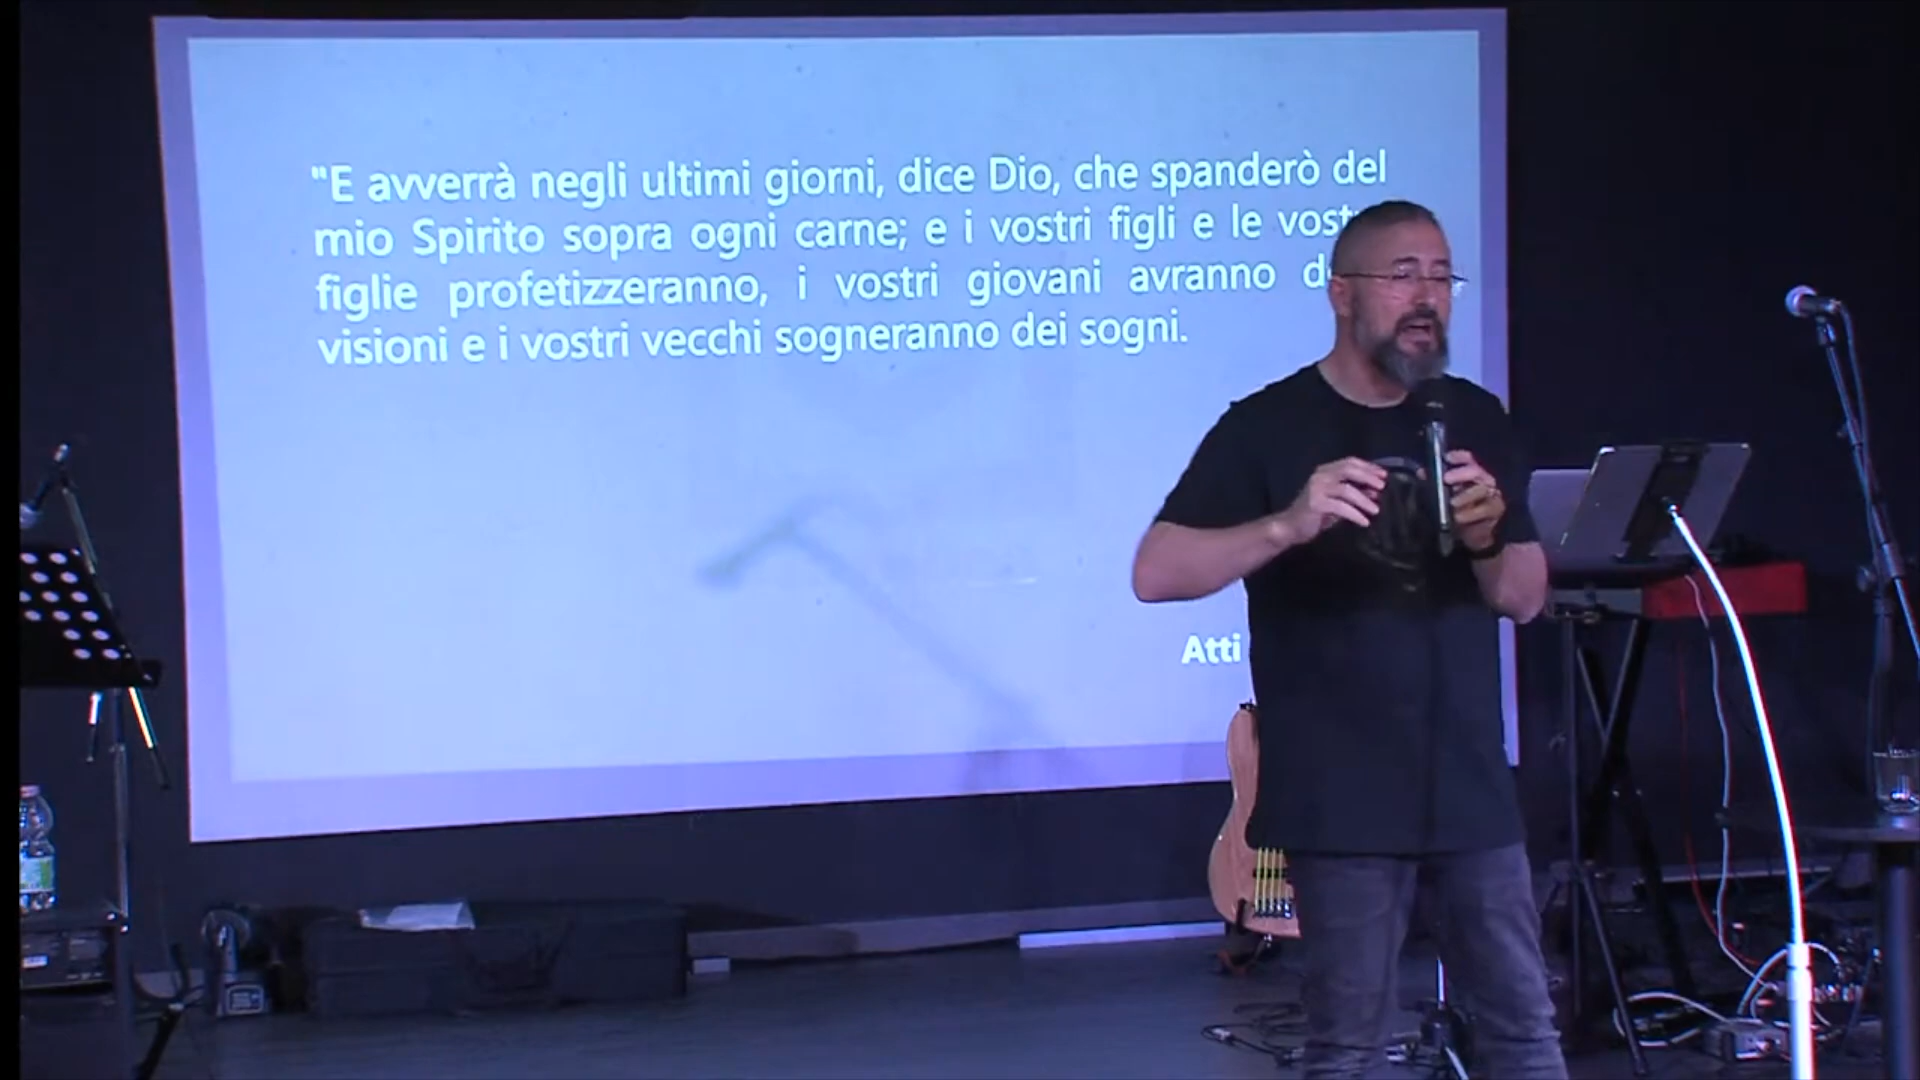 "E avverrà negli ultimi giorni, dice Dio, che spanderò del
mio Spirito sopra ogni carne; e i vostri figli e le
figlie profetizzeranno, i vostri giovani avranno
visioni e i vostri vecchi sogneranno dei sogni.
Atti